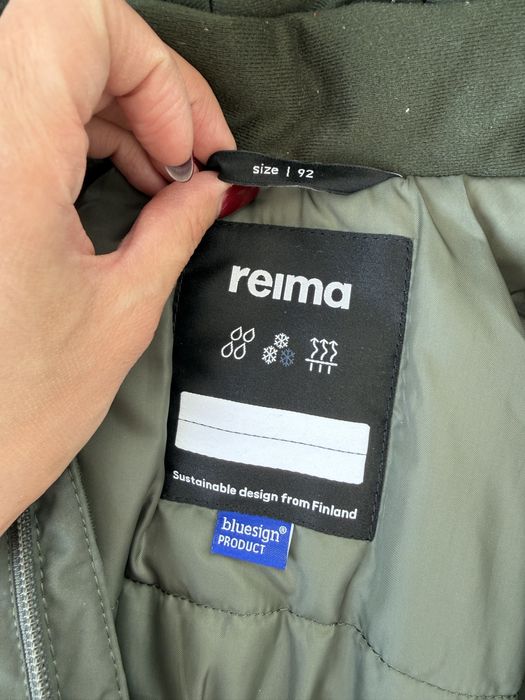 size | 92
reima
Sustainable design from Finland
bluesign®
PRODUCT